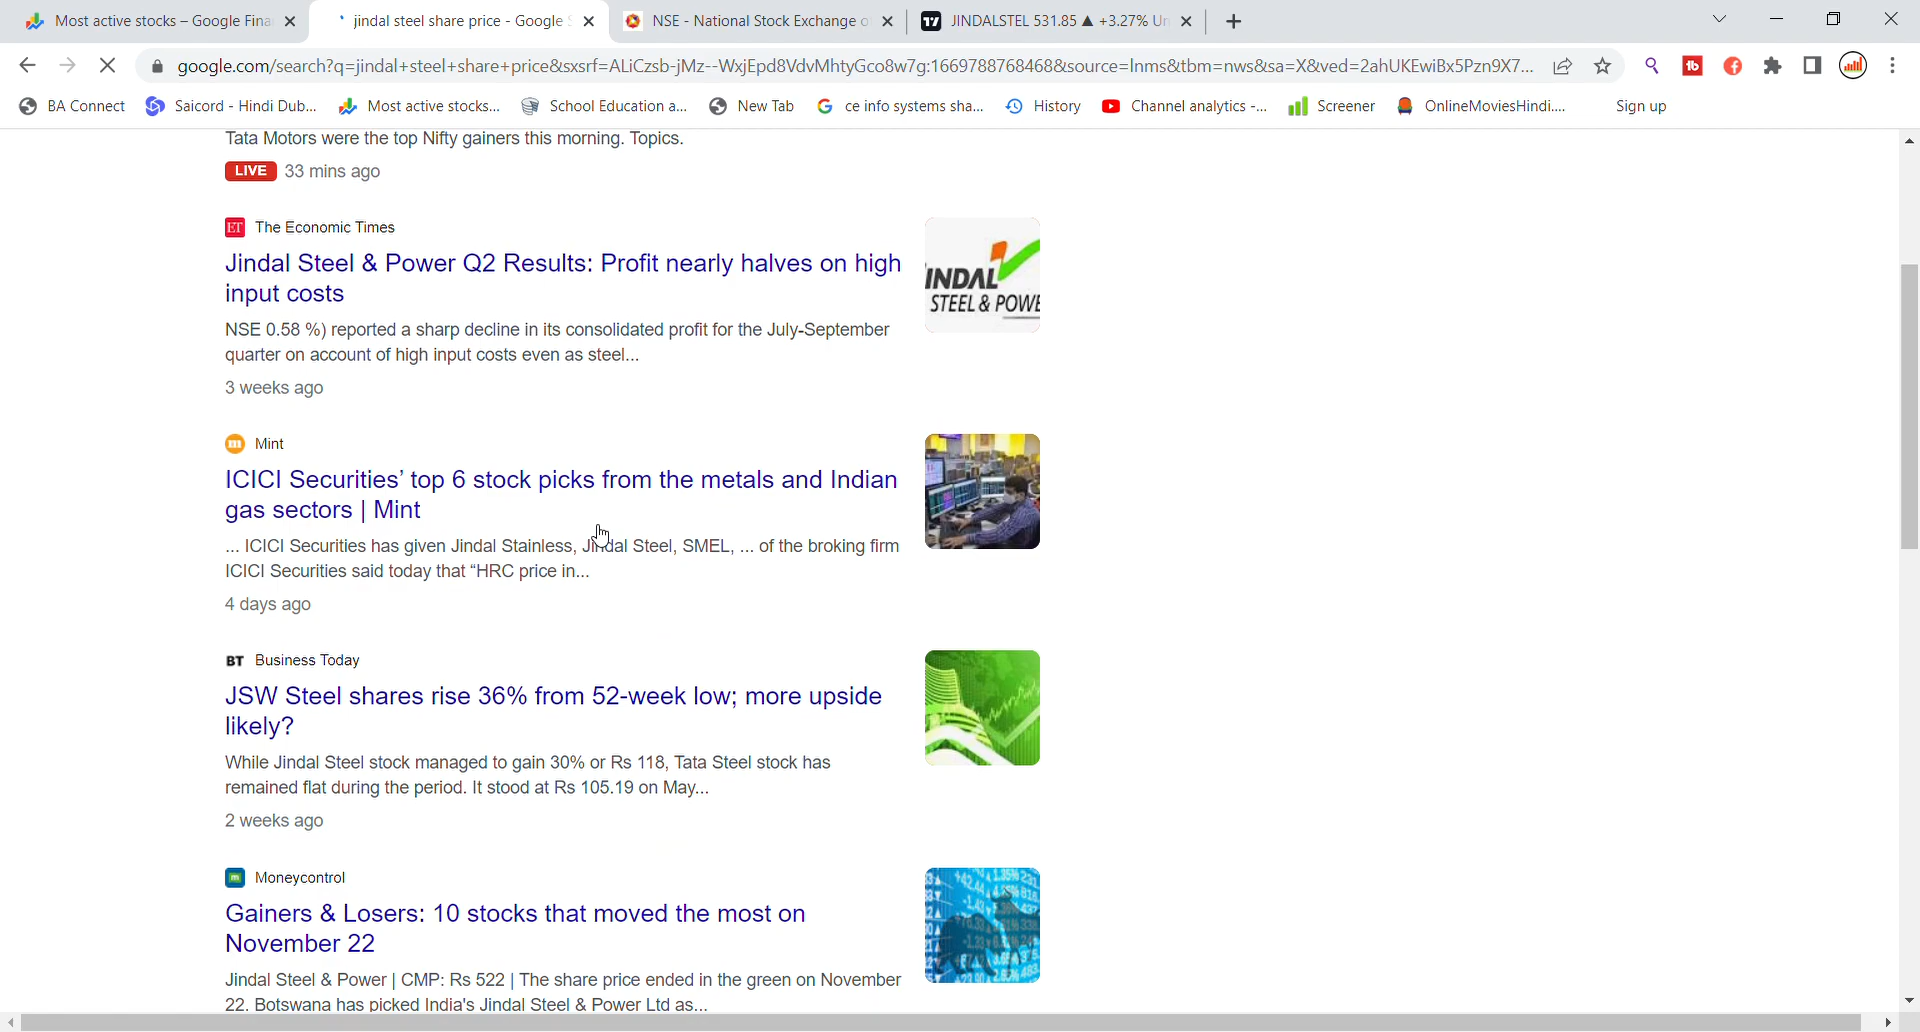 Most active stocks – Google Fina
jindal steel share price - Google S
NSE - National Stock Exchange o
JINDALSTEL 531.85 ▲ +3.27% Un
google.com/search?q=jindal+steel+share+price&sxsrf=ALiCzsb-jMz--WxjEpd8VdvMhtyGco8w7g:1669788768468&source=lnms&tbm=nws&sa=X&ved=2ahUKEwiBx5Pzn9X7...
BA Connect
Saicord - Hindi Dub...
Most active stocks...
School Education a...
New Tab
ce info systems sha...
History
Channel analytics -...
Screener
OnlineMoviesHindi....
Sign up
Tata Motors were the top Nifty gainers this morning. Topics.
LIVE 33 mins ago
ET The Economic Times
Jindal Steel & Power Q2 Results: Profit nearly halves on high
input costs
NSE 0.58 %) reported a sharp decline in its consolidated profit for the July-September
quarter on account of high input costs even as steel...
3 weeks ago
INDAL
STEEL & POWE
m Mint
ICICI Securities’ top 6 stock picks from the metals and Indian
gas sectors | Mint
... ICICI Securities has given Jindal Stainless, Jindal Steel, SMEL, ... of the broking firm
ICICI Securities said today that “HRC price in...
4 days ago
BT Business Today
JSW Steel shares rise 36% from 52-week low; more upside
likely?
While Jindal Steel stock managed to gain 30% or Rs 118, Tata Steel stock has
remained flat during the period. It stood at Rs 105.19 on May...
2 weeks ago
m Moneycontrol
Gainers & Losers: 10 stocks that moved the most on
November 22
Jindal Steel & Power | CMP: Rs 522 | The share price ended in the green on November
22. Botswana has picked India's Jindal Steel & Power Ltd as...